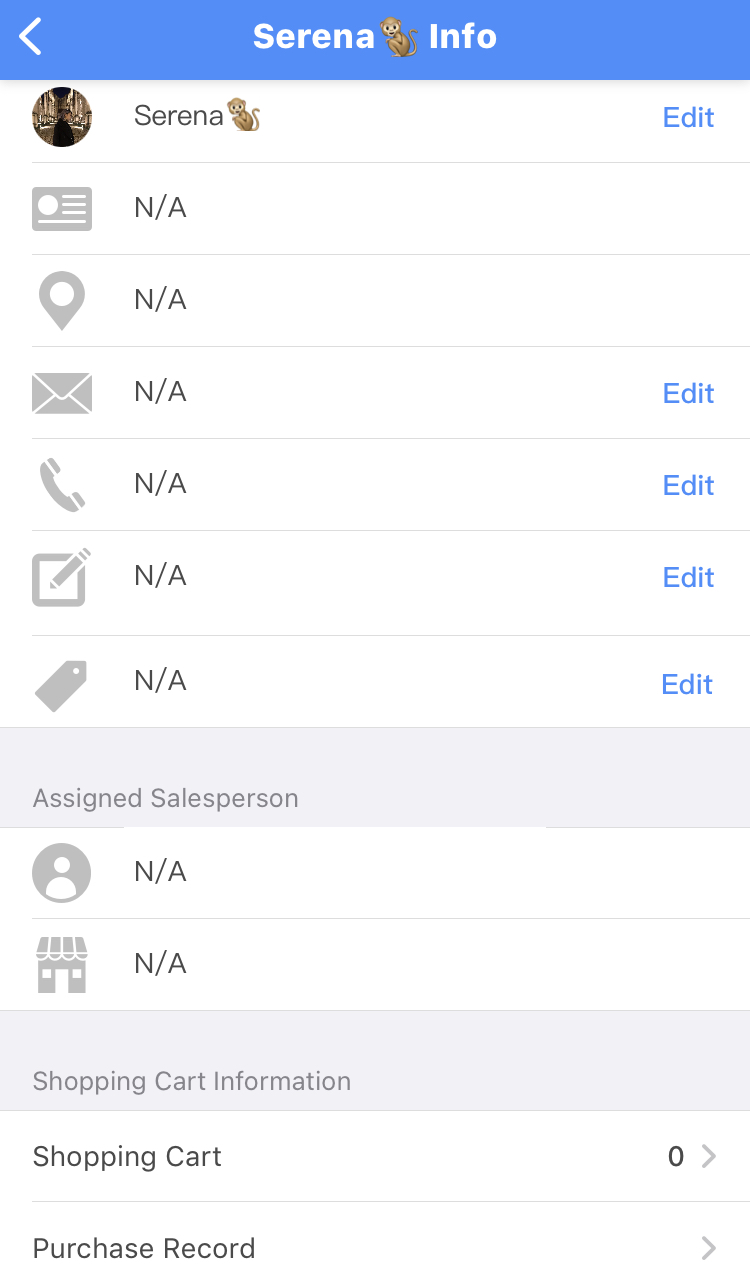 Serena🐒 Info
Serena🐒 Edit
N/A
N/A
N/A Edit
N/A Edit
N/A Edit
N/A Edit
Assigned Salesperson
N/A
N/A
Shopping Cart Information
Shopping Cart 0
Purchase Record